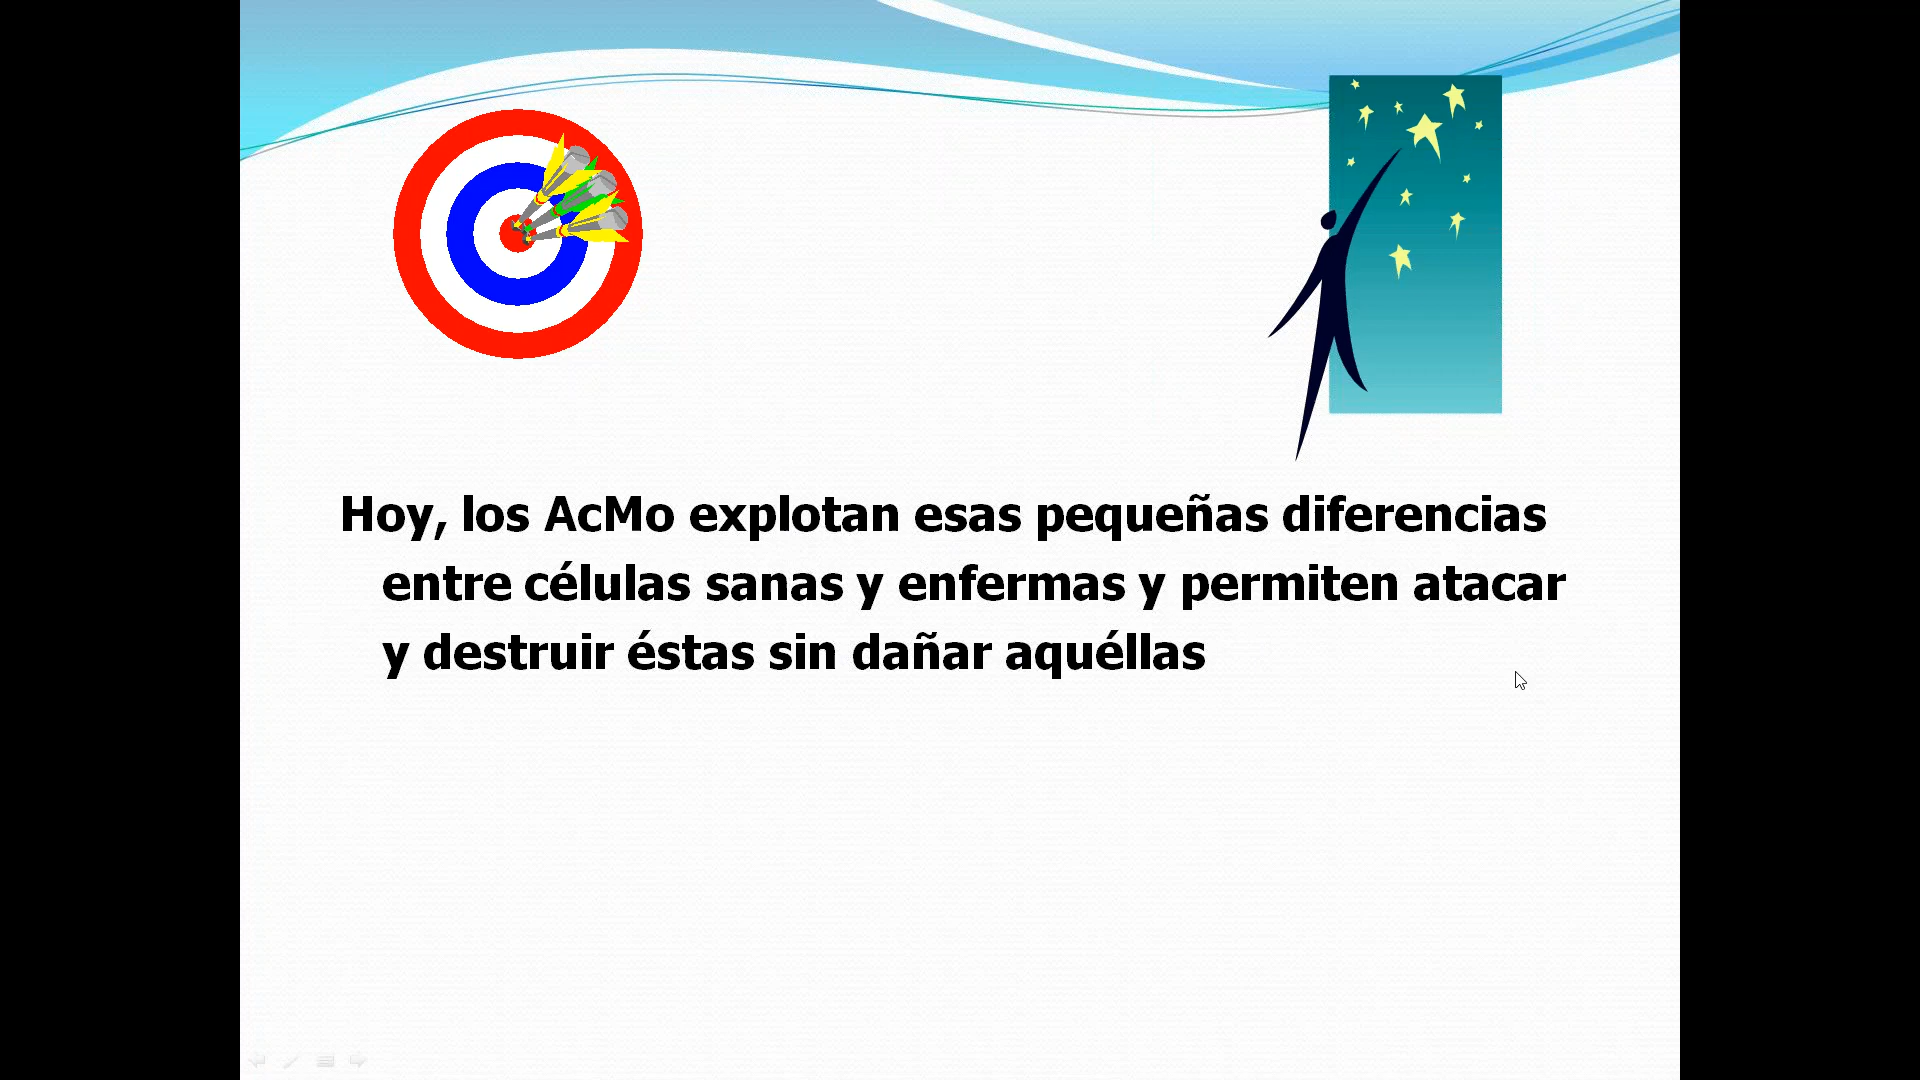 Hoy, los AcMo explotan esas pequeñas diferencias
entre células sanas y enfermas y permiten atacar
y destruir éstas sin dañar aquéllas